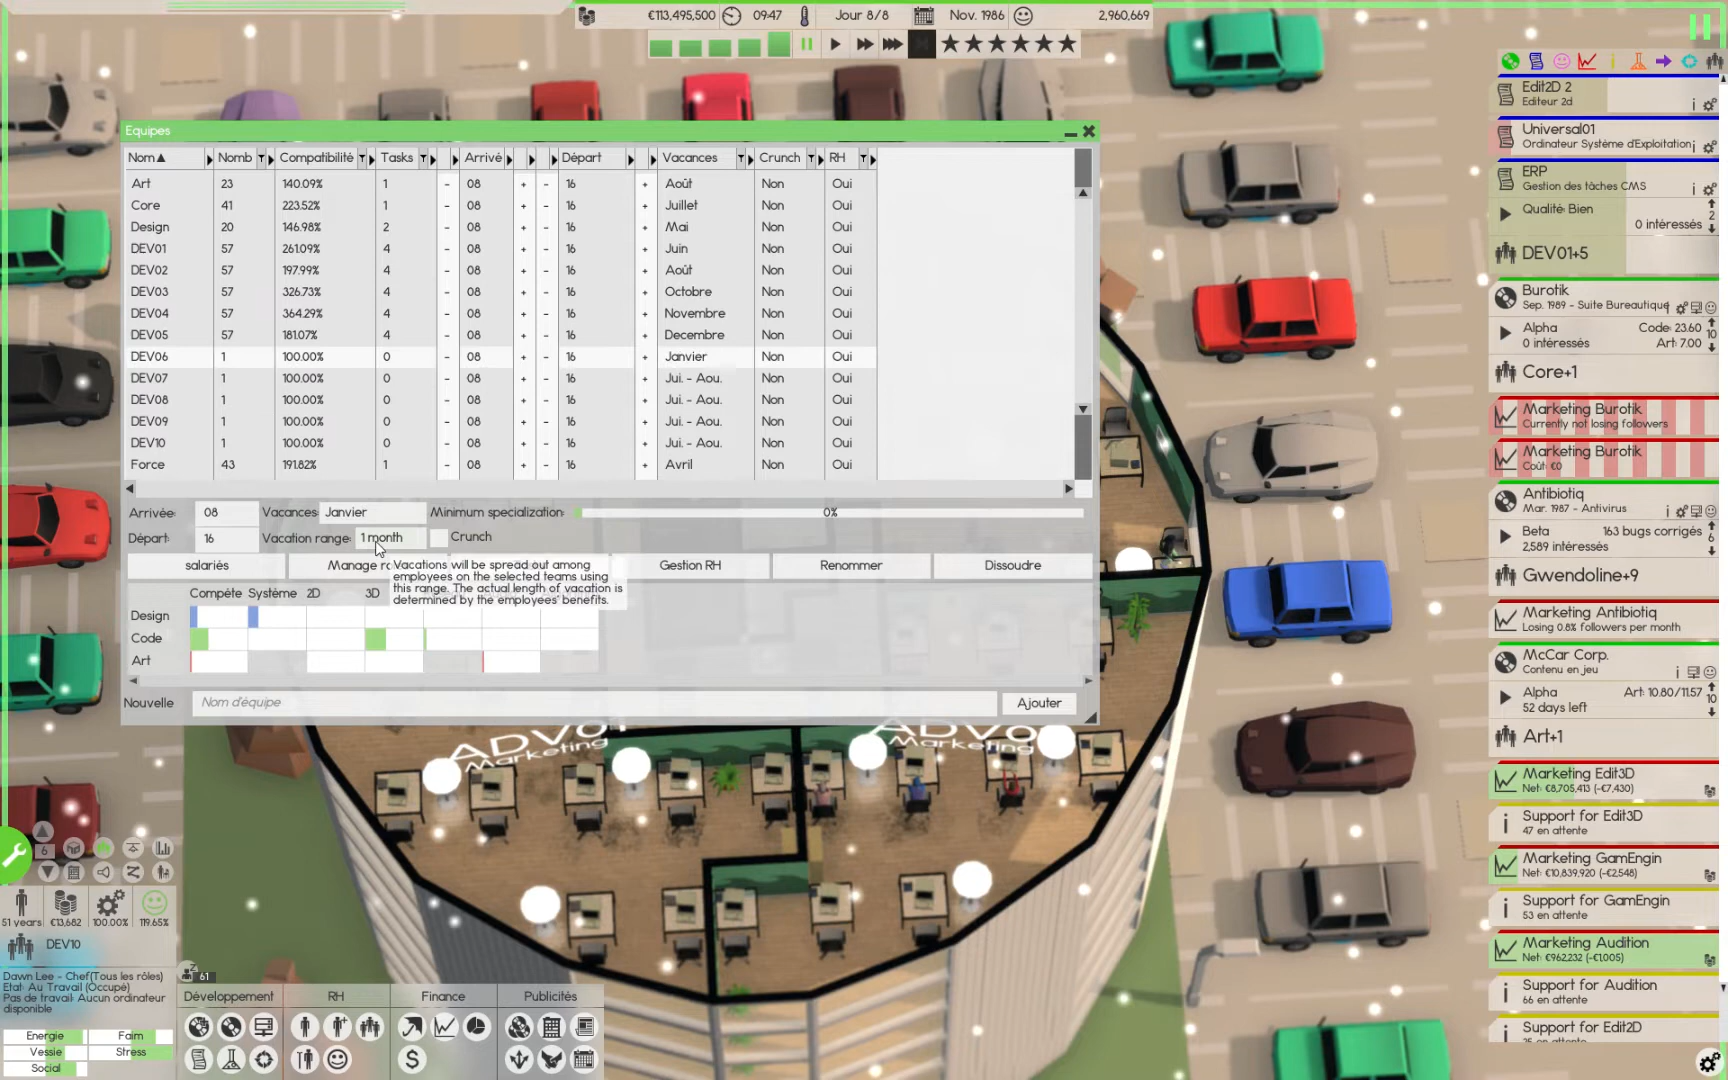 €113,495,500
09:47
Jour 8/8
Nov. 1986
2,960,669
Equipes
Nom▲ Nomb Compatibilité Tasks Arrivé Départ Vacances Crunch RH
Art 23 140.09% 1 - 08 + - 16 + Août Non Oui
Core 41 223.52% 1 - 08 + - 16 + Juillet Non Oui
Design 20 146.98% 2 - 08 + - 16 + Mai Non Oui
DEV01 57 261.09% 4 - 08 + - 16 + Juin Non Oui
DEV02 57 197.99% 4 - 08 + - 16 + Août Non Oui
DEV03 57 326.73% 4 - 08 + - 16 + Octobre Non Oui
DEV04 57 364.29% 4 - 08 + - 16 + Novembre Non Oui
DEV05 57 181.07% 4 - 08 + - 16 + Decembre Non Oui
DEV06 1 100.00% 0 - 08 + - 16 + Janvier Non Oui
DEV07 1 100.00% 0 - 08 + - 16 + Jui. - Aou. Non Oui
DEV08 1 100.00% 0 - 08 + - 16 + Jui. - Aou. Non Oui
DEV09 1 100.00% 0 - 08 + - 16 + Jui. - Aou. Non Oui
DEV10 1 100.00% 0 - 08 + - 16 + Jui. - Aou. Non Oui
Force 43 191.82% 1 - 08 + - 16 + Avril Non Oui
Arrivée: 08 Vacances: Janvier Minimum specialization: 0%
Départ: 16 Vacation range: 1 month Crunch
salariés Manage ro Gestion RH Renommer Dissoudre
Vacations will be spread out among
employees on the selected teams using
this range. The actual length of vacation is
determined by the employees' benefits.
Compéte Système 2D 3D
Design
Code
Art
Nouvelle Nom d'équipe Ajouter
ADVo
Marketing
ADVo
Marketing
Edit2D 2
Editeur 2d
Universal01
Ordinateur Système d'Exploitation
ERP
Gestion des tâches CMS
Qualité: Bien
2
0 intéressés
DEV01+5
Burotik
Sep. 1989 - Suite Bureautique
Alpha Code: 23.60
0 intéressés Art: 7.00
10
Core+1
Marketing Burotik
Currently not losing followers
Marketing Burotik
Coût: €0
Antibiotiq
Mar. 1987 - Antivirus
Beta 163 bugs corrigés
2,589 intéressés
6
Gwendoline+9
Marketing Antibiotiq
Losing 0.8% followers per month
McCar Corp.
Contenu en jeu
Alpha Art: 10.80/11.57
52 days left
10
Art+1
Marketing Edit3D
Net: €8,705,413 (-€7,430)
Support for Edit3D
47 en attente
Marketing GamEngin
Net: €10,839,920 (-€2,548)
Support for GamEngin
53 en attente
Marketing Audition
Net: €962,232 (-€1,005)
Support for Audition
66 en attente
Support for Edit2D
6
51 years €13,682 100.00% 119.65%
DEV10
Dawn Lee - Chef(Tous les rôles)
Etat: Au Travail (Occupé)
Pas de travail: Aucun ordinateur
disponible
Energie Faim
Vessie Stress
Social
61
Développement RH Finance Publicités